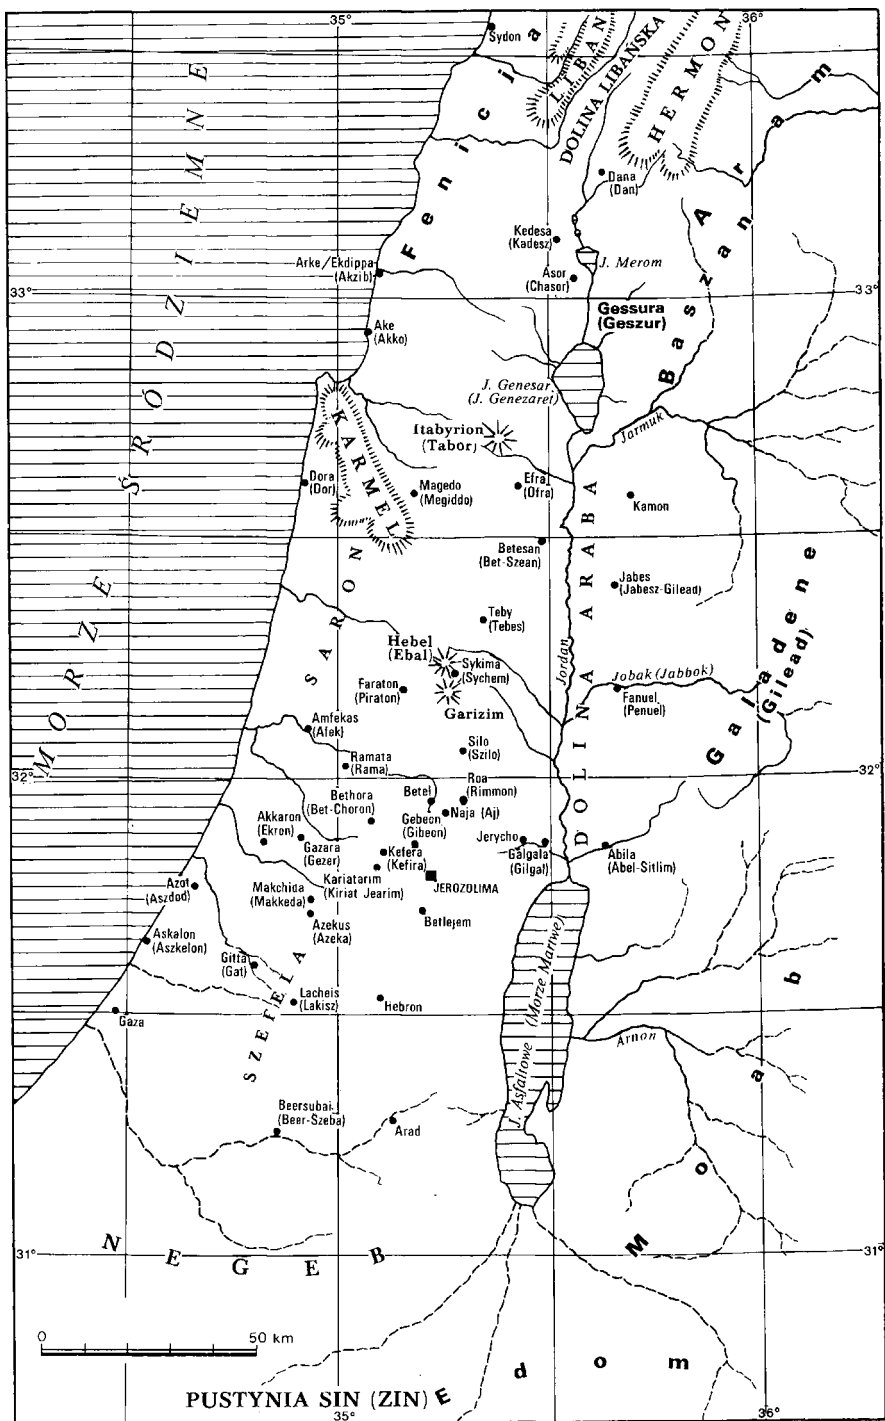 35°
36°
Sydon
Fenicja
LIBAN
DOLINA LIBAŃSKA
HERMON
Aram
MORZE ŚRÓDZIEMNE
Dana
(Dan)
Kedesa
(Kadesz)
J. Merom
Arke/Ekdippa
(Akzib)
Asor
(Chasor)
33°
33°
Gessura
(Geszur)
Baszan
Ake
(Akko)
J. Genesar
(J. Genezaret)
KARMEL
Itabyrion
(Tabor)
Jarmuk
Dora
(Dor)
Magedo
(Megiddo)
Efra
(Ofra)
Kamon
Betesan
(Bet-Szean)
DOLINA ARABA
SARON
Jabes
(Jabesz-Gilead)
Galadene
(Gilead)
Teby
(Tebes)
Hebel
(Ebal)
Sykima
(Sychem)
Jordan
Jobak (Jabbok)
Fanuel
(Penuel)
Faraton
(Piraton)
Garizim
Amfekas
(Afek)
Silo
(Szilo)
Ramata
(Rama)
32°
32°
Roa
(Rimmon)
Betel
Bethora
(Bet-Choron)
Naja (Aj)
Gebeon
(Gibeon)
Akkaron
(Ekron)
Gazara
(Gezer)
Kefera
(Kefira)
Jerycho
Galgala
(Gilgal)
Abila
(Abel-Sitlim)
Kariatarim
(Kiriat Jearim)
JEROZOLIMA
Azot
(Aszdod)
Makchida
(Makkeda)
Azekus
(Azeka)
Betlejem
Askalon
(Aszkelon)
Gitta
(Gat)
SZEFELA
Lacheis
(Lakisz)
Hebron
Gaza
J. Asfaltowe (Morze Martwe)
Arnon
Moab
Beersubai
(Beer-Szeba)
Arad
31°
31°
NEGEB
0
50 km
Edom
PUSTYNIA SIN (ZIN)
35°
36°